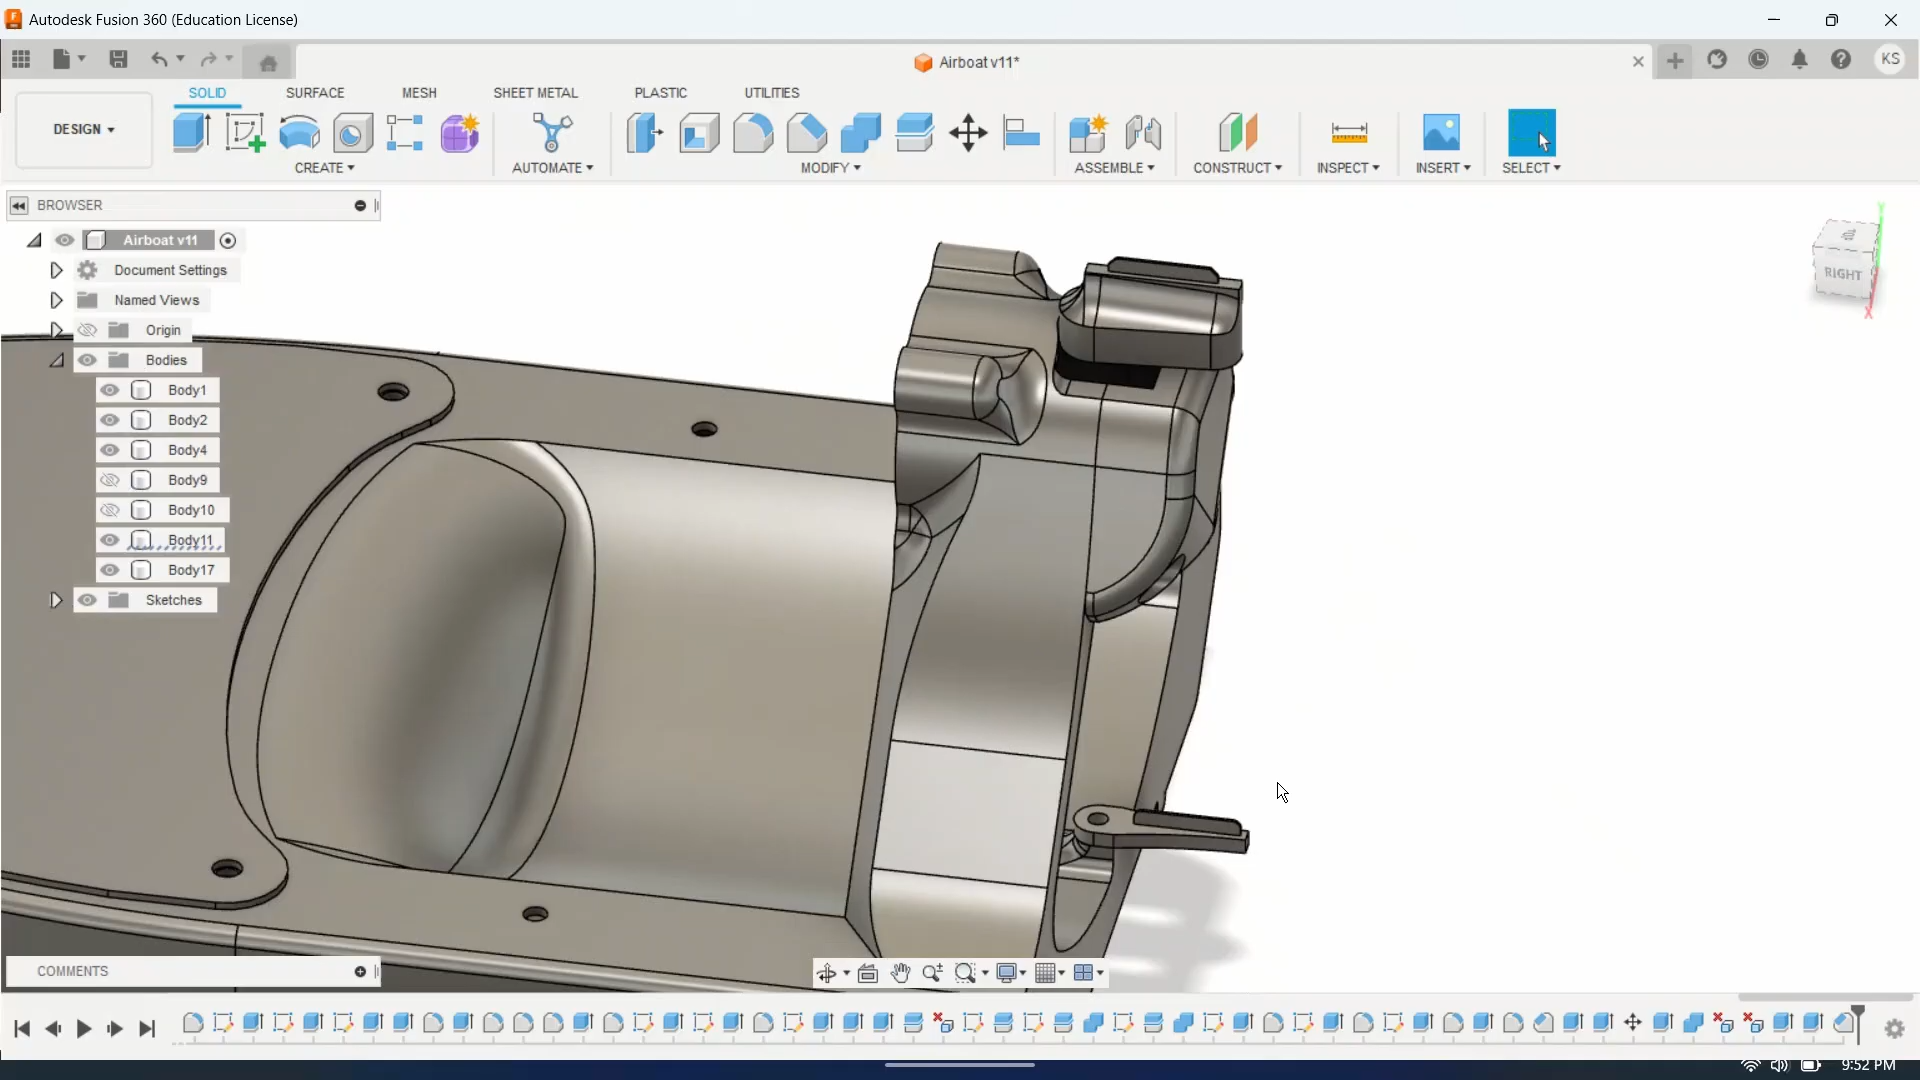 Autodesk Fusion 360 (Education License)
Airboat v11*
KS
SOLID SURFACE MESH SHEET METAL PLASTIC UTILITIES
DESIGN
CREATE AUTOMATE MODIFY ASSEMBLE CONSTRUCT INSPECT INSERT SELECT
BROWSER
Airboat v11
Document Settings
Named Views
Origin
Bodies
Body1
Body2
Body4
Body9
Body10
Body11
Body17
Sketches
RIGHT
Y
X
COMMENTS
9:52 PM